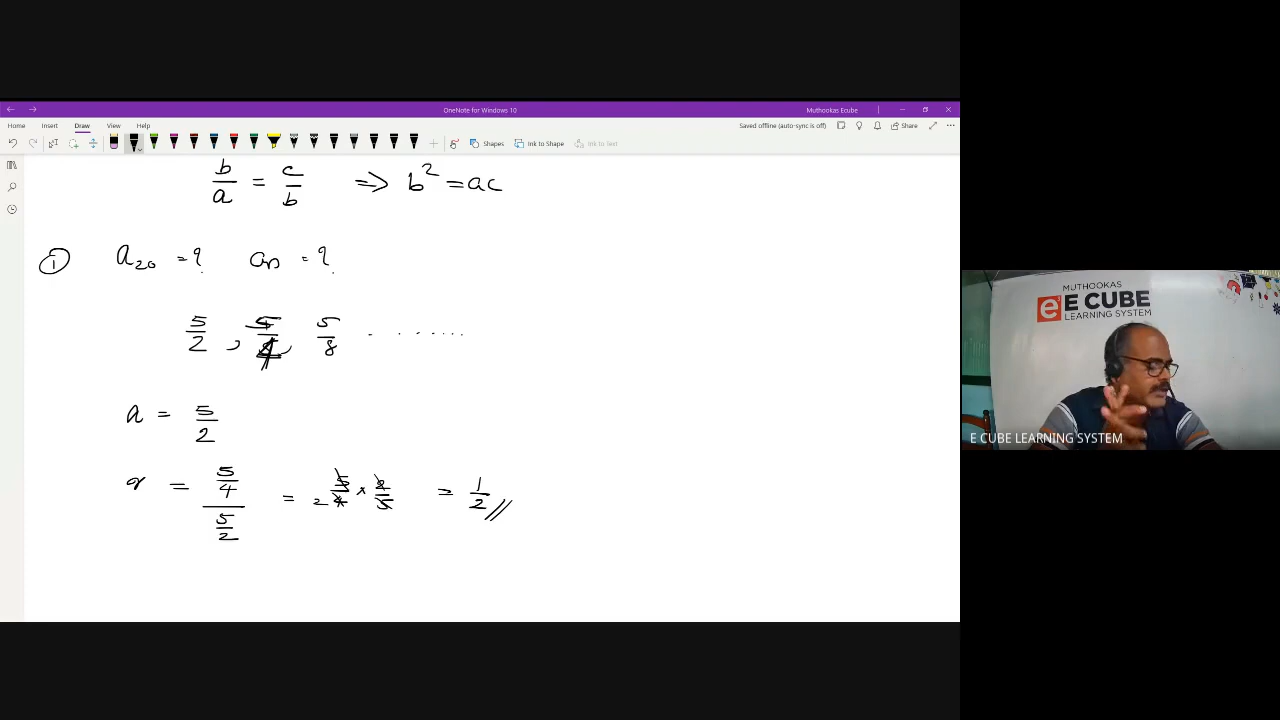 OneNote for Windows 10
Muthookas Ecube
Home Insert Draw View Help
Saved offline (auto-sync is off) Share
Shapes Ink to Shape Ink to Text
b/a = c/b => b² = ac
① a₂₀ = ? an = ?
5/2, 5/4, 5/8 ........
a = 5/2
r = (5/4)/(5/2) = 5/4 × 2/5 = 1/2 //
MUTHOOKAS
e³ E CUBE
LEARNING SYSTEM
E CUBE LEARNING SYSTEM